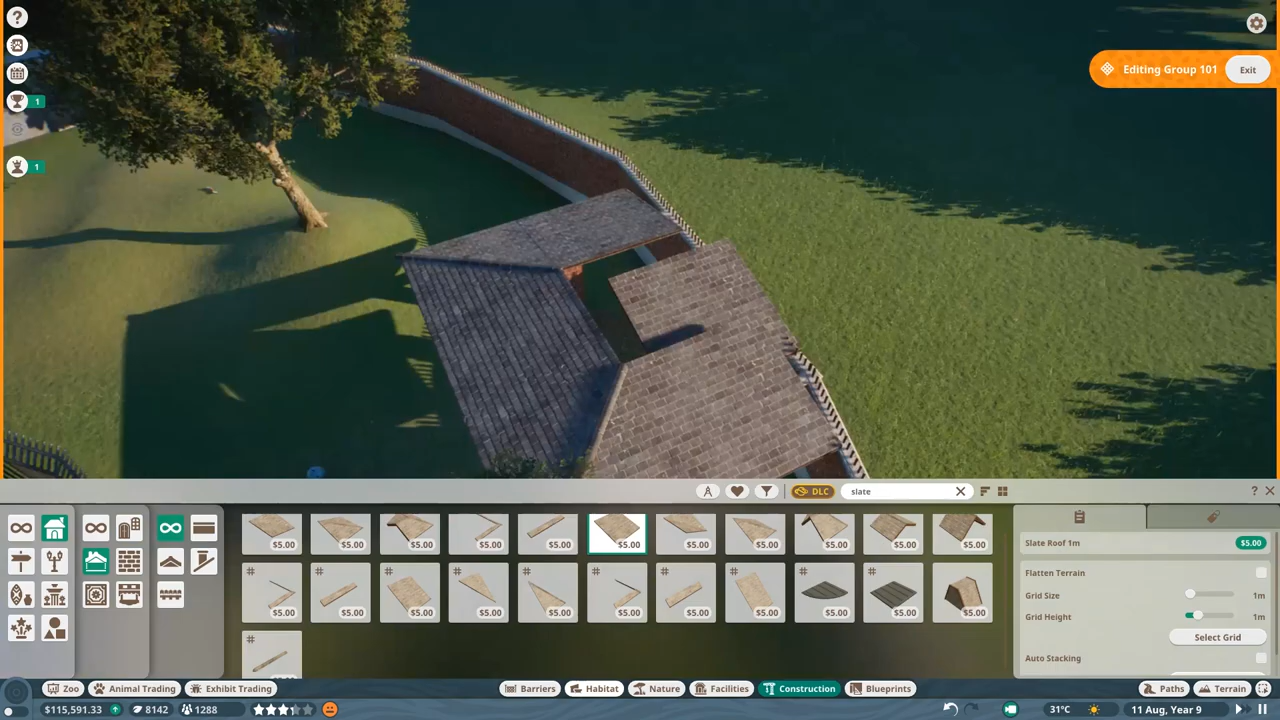 ?
Editing Group 101
Exit
1
1
DLC
slate
?
$5.00 $5.00 $5.00 $5.00 $5.00 $5.00 $5.00 $5.00 $5.00 $5.00 $5.00
# # # # # # # # #
$5.00 $5.00 $5.00 $5.00 $5.00 $5.00 $5.00 $5.00 $5.00 $5.00 $5.00
#
Slate Roof 1m
$5.00
Flatten Terrain
Grid Size
1m
Grid Height
1m
Select Grid
Auto Stacking
Zoo
Animal Trading
Exhibit Trading
Barriers
Habitat
Nature
Facilities
Construction
Blueprints
Paths
Terrain
$115,591.33
8142
1288
31°C
11 Aug, Year 9